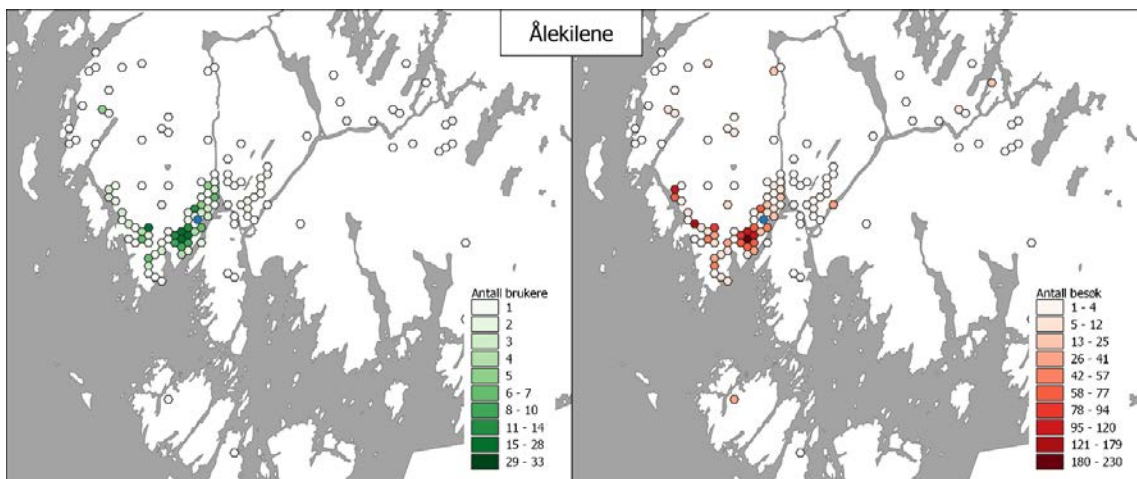 Ålekilene
Antall brukere
1
2
3
4
5
6 - 7
8 - 10
11 - 14
15 - 28
29 - 33
Antall besøk
1 - 4
5 - 12
13 - 25
26 - 41
42 - 57
58 - 77
78 - 94
95 - 120
121 - 179
180 - 230